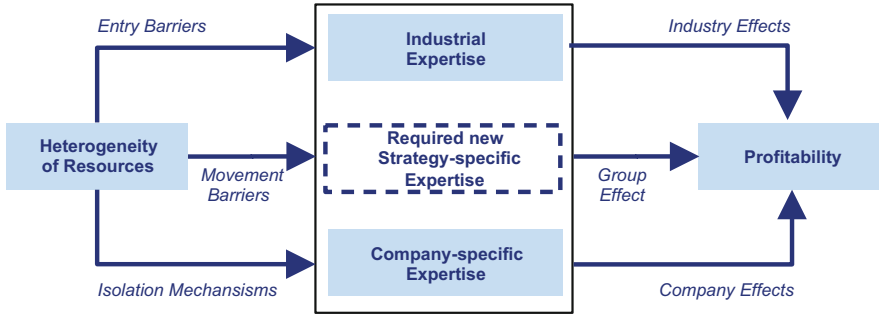 Entry Barriers
Industrial
Expertise
Industry Effects
Heterogeneity
of Resources
Movement
Barriers
Required new
Strategy-specific
Expertise
Group
Effect
Profitability
Company-specific
Expertise
Isolation Mechansisms
Company Effects